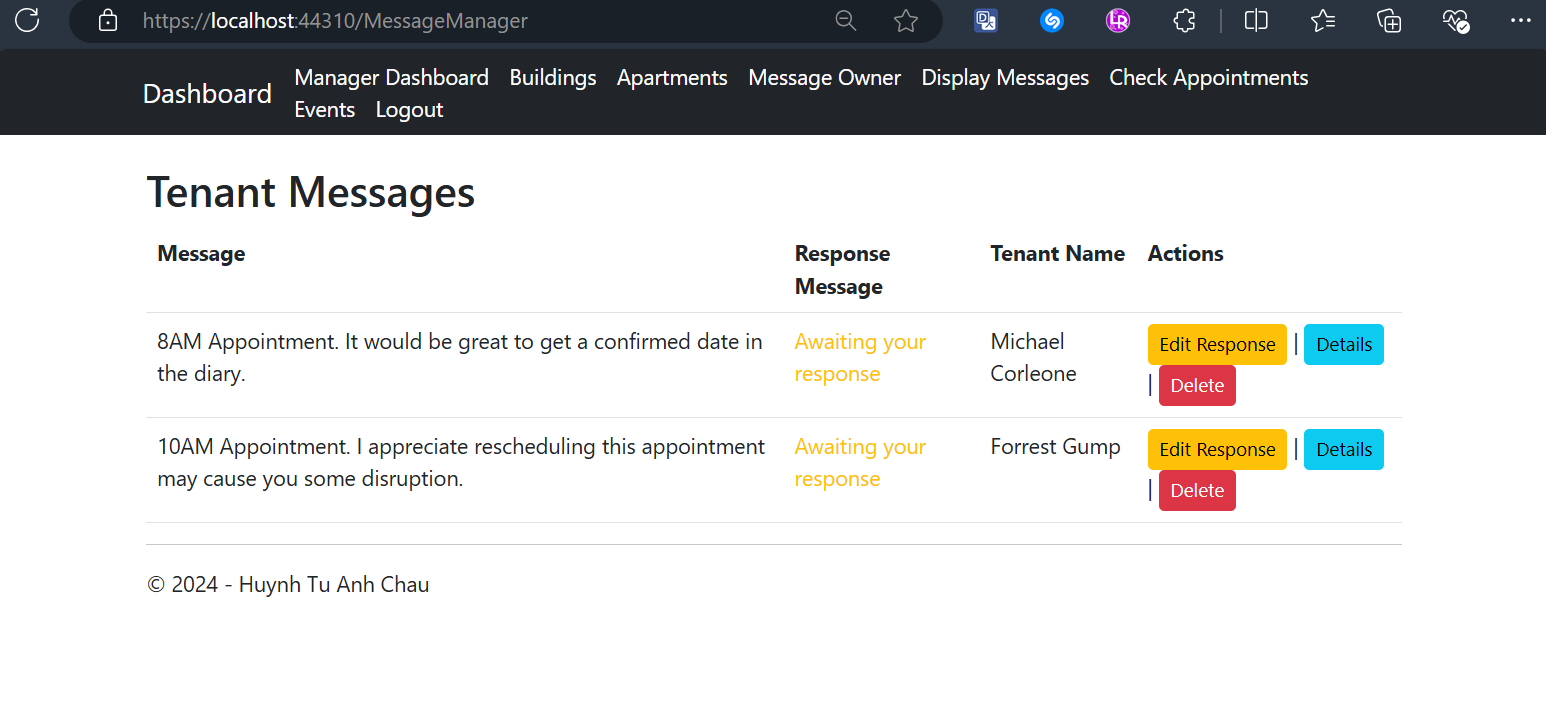 https://localhost:44310/MessageManager
Dashboard
Manager Dashboard Buildings Apartments Message Owner Display Messages Check Appointments
Events Logout
Tenant Messages
Message Response Message Tenant Name Actions
8AM Appointment. It would be great to get a confirmed date in
the diary.
Awaiting your
response
Michael
Corleone
Edit Response | Details
| Delete
10AM Appointment. I appreciate rescheduling this appointment
may cause you some disruption.
Awaiting your
response
Forrest Gump
Edit Response | Details
| Delete
© 2024 - Huynh Tu Anh Chau